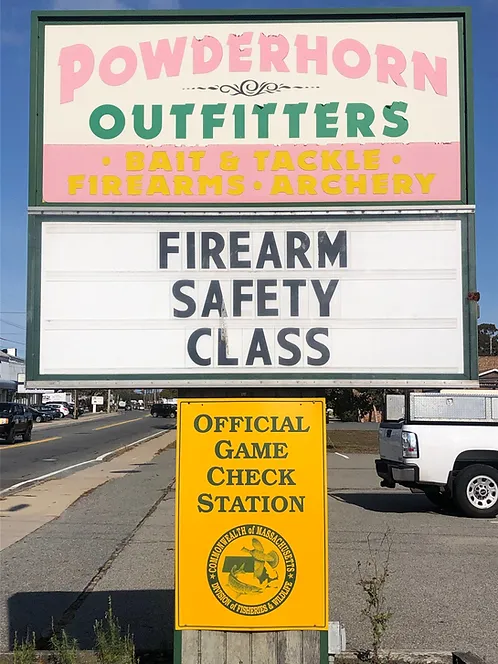 POWDERHORN
OUTFITTERS
· BAIT & TACKLE ·
FIREARMS · ARCHERY
FIREARM
SAFETY
CLASS
OFFICIAL
GAME
CHECK
STATION
COMMONWEALTH of MASSACHUSETTS
DIVISION of FISHERIES & WILDLIFE